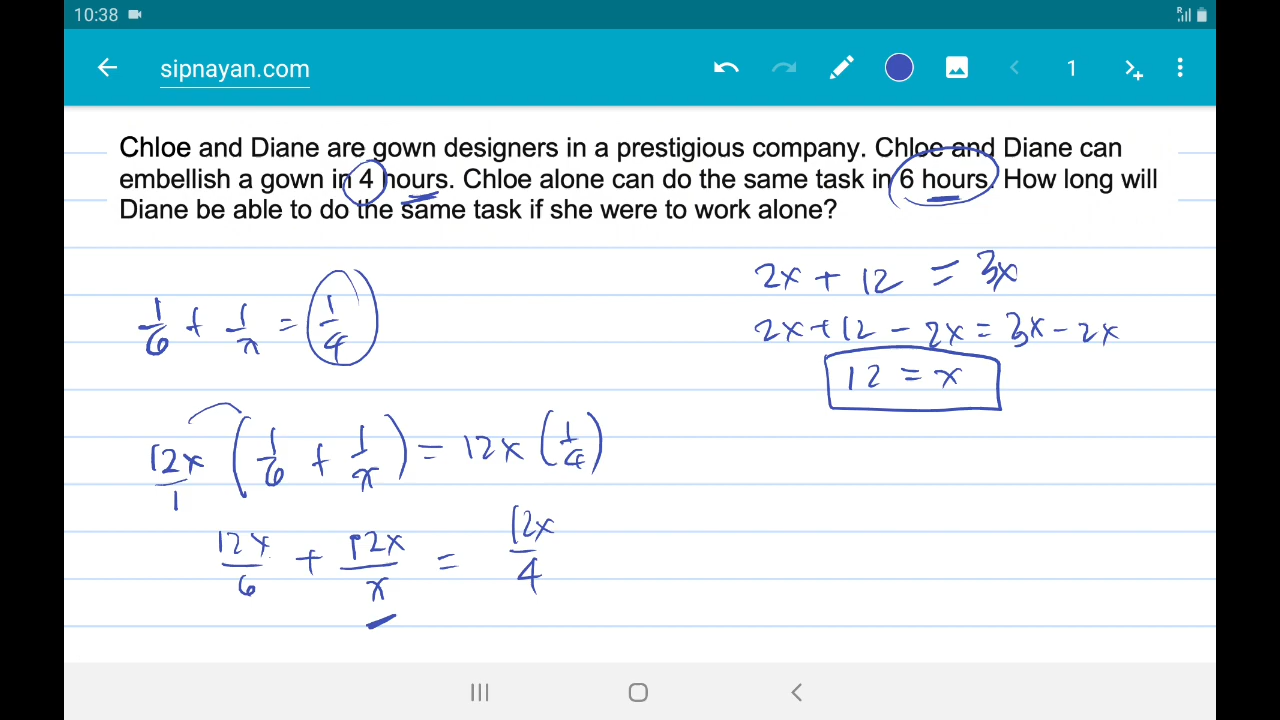 10:38
sipnayan.com
1
Chloe and Diane are gown designers in a prestigious company. Chloe and Diane can
embellish a gown in 4 hours. Chloe alone can do the same task in 6 hours. How long will
Diane be able to do the same task if she were to work alone?
1/6 + 1/x = 1/4
12x/1 (1/6 + 1/x) = 12x (1/4)
12x/6 + 12x/x = 12x/4
2x + 12 = 3x
2x + 12 - 2x = 3x - 2x
12 = x